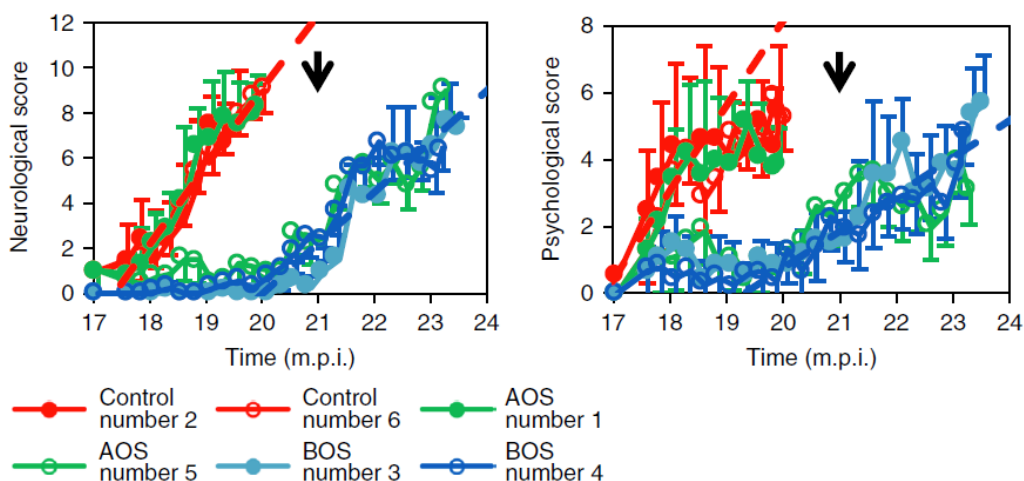 Neurological score
12
10
8
6
4
2
0
17 18 19 20 21 22 23 24
Time (m.p.i.)
Psychological score
8
6
4
2
0
17 18 19 20 21 22 23 24
Time (m.p.i.)
Control
number 2
Control
number 6
AOS
number 1
AOS
number 5
BOS
number 3
BOS
number 4